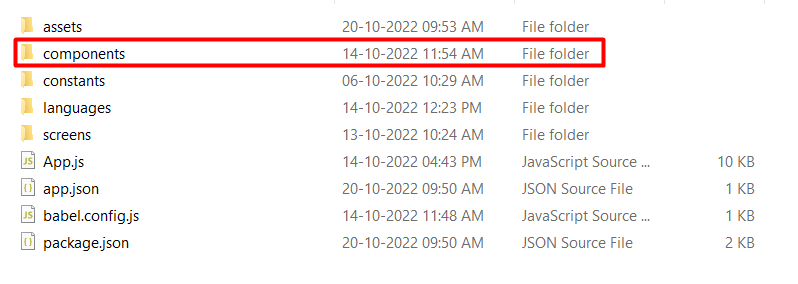 assets 20-10-2022 09:53 AM File folder
components 14-10-2022 11:54 AM File folder
constants 06-10-2022 10:29 AM File folder
languages 14-10-2022 12:23 PM File folder
screens 13-10-2022 10:24 AM File folder
JS App.js 14-10-2022 04:43 PM JavaScript Source ... 10 KB
{} app.json 20-10-2022 09:50 AM JSON Source File 1 KB
JS babel.config.js 14-10-2022 11:48 AM JavaScript Source ... 1 KB
{} package.json 20-10-2022 09:50 AM JSON Source File 2 KB